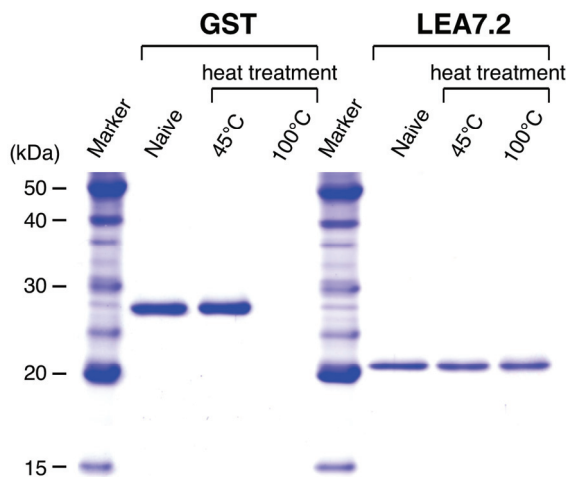 GST LEA7.2
heat treatment heat treatment
(kDa) Marker Naive 45°C 100°C Marker Naive 45°C 100°C
50
40
30
20
15